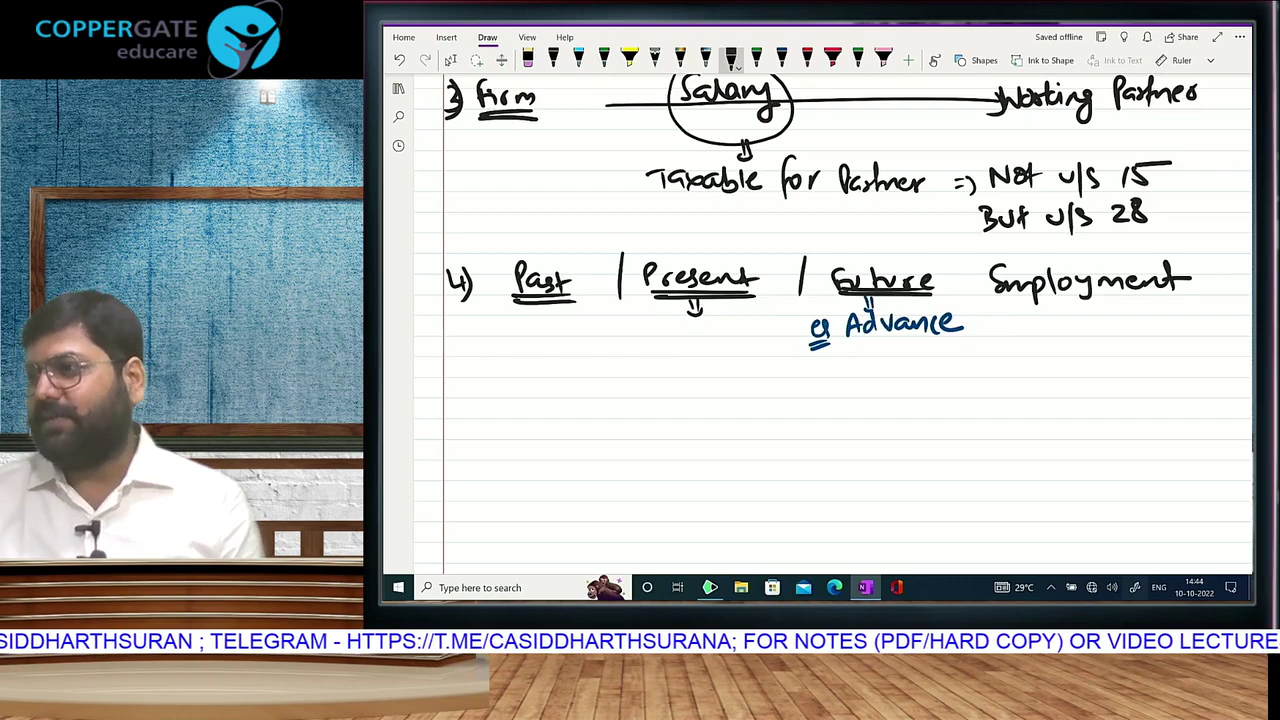 COPPERGATE
educare
Home Insert Draw View Help
Saved offline
Share
Shapes
Ink to Shape
Ink to Text
Ruler
3) Firm Salary Working Partner
Taxable for Partner => Not u/s 15
But u/s 28
4) Past | Present | Future Employment
eg Advance
Type here to search
29°C
ENG
14:44
10-10-2022
SIDDHARTHSURAN ; TELEGRAM - HTTPS://T.ME/CASIDDHARTHSURANA; FOR NOTES (PDF/HARD COPY) OR VIDEO LECTURE